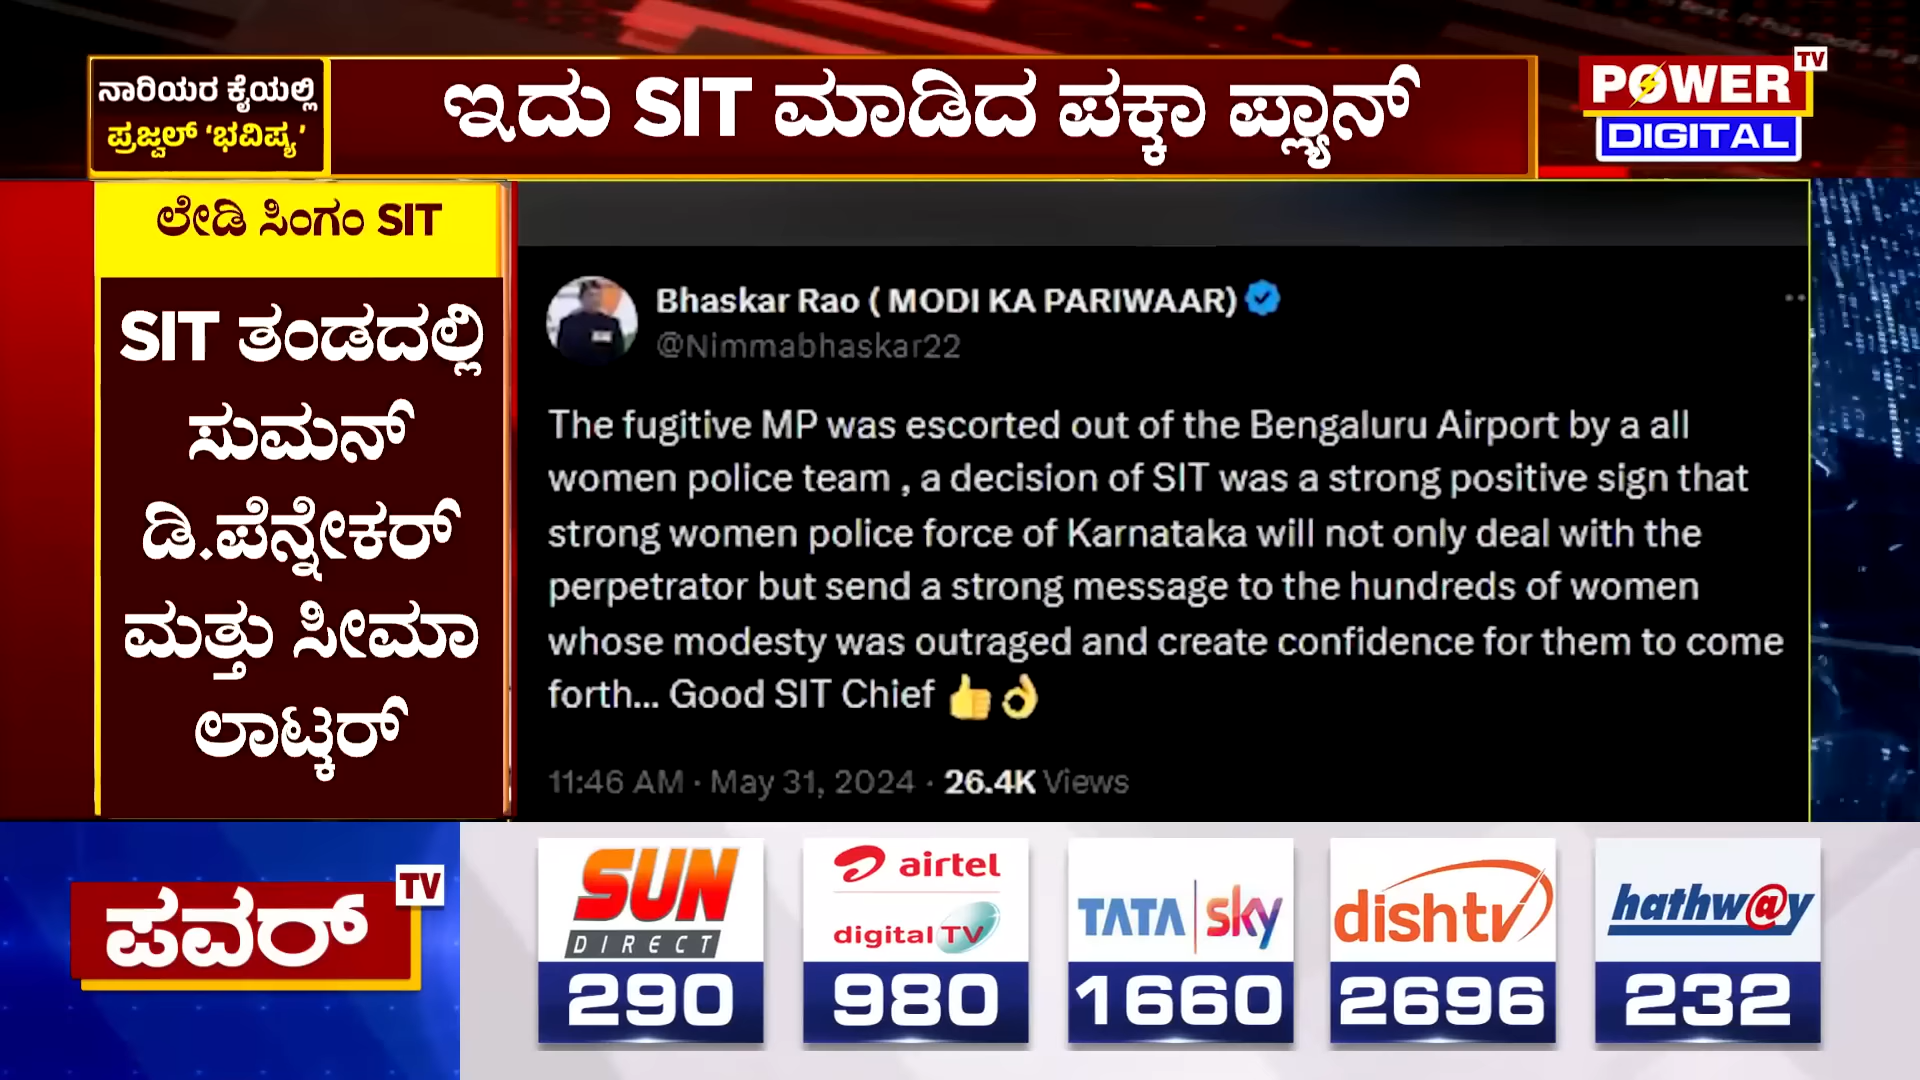 ನಾರಿಯರ ಕೈಯಲ್ಲಿ
ಪ್ರಜ್ವಲ್ ‘ಭವಿಷ್ಯ’
ಇದು SIT ಮಾಡಿದ ಪಕ್ಕಾ ಪ್ಲ್ಯಾನ್
POWER TV
DIGITAL
ಲೇಡಿ ಸಿಂಗಂ SIT
SIT ತಂಡದಲ್ಲಿ
ಸುಮನ್
ಡಿ.ಪೆನ್ನೇಕರ್
ಮತ್ತು ಸೀಮಾ
ಲಾಟ್ಕರ್
Bhaskar Rao ( MODI KA PARIWAAR)
@Nimmabhaskar22
The fugitive MP was escorted out of the Bengaluru Airport by a all
women police team , a decision of SIT was a strong positive sign that
strong women police force of Karnataka will not only deal with the
perpetrator but send a strong message to the hundreds of women
whose modesty was outraged and create confidence for them to come
forth... Good SIT Chief 👍👌
11:46 AM · May 31, 2024 · 26.4K Views
ಪವರ್ TV
SUN
DIRECT
290
airtel
digital TV
980
TATA sky
1660
dishtv
2696
hathw@y
232